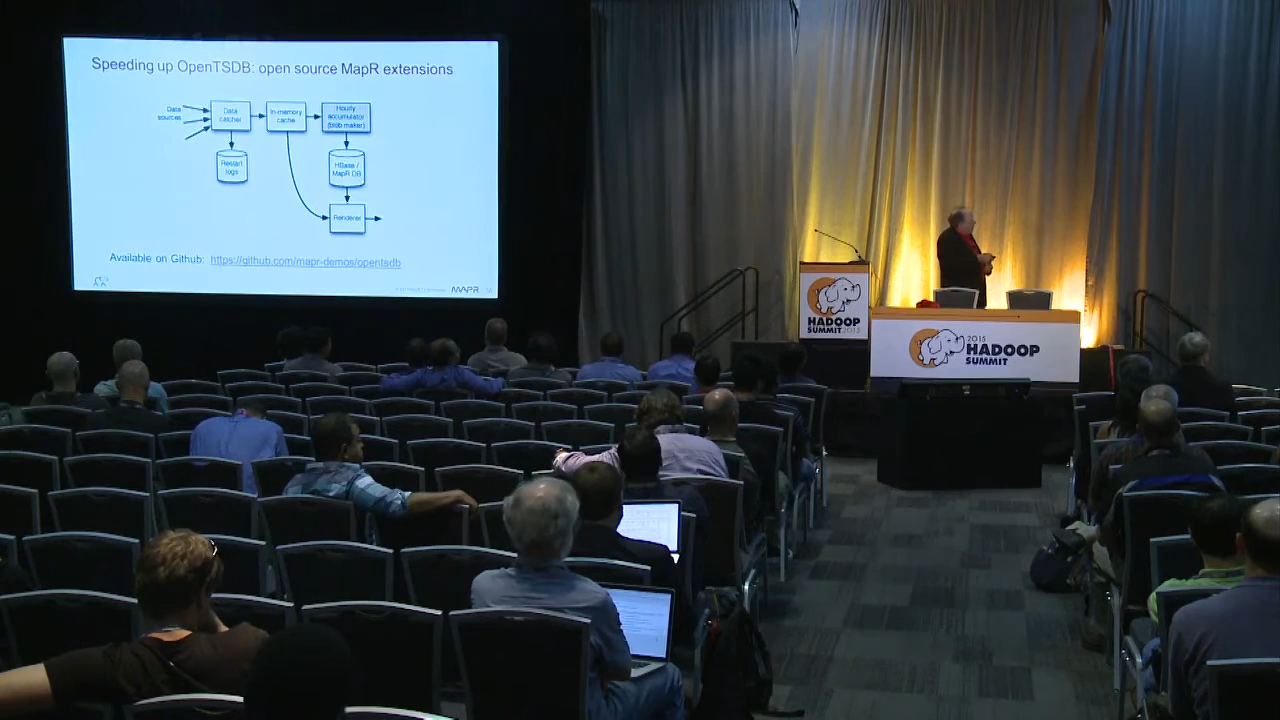 Speeding up OpenTSDB: open source MapR extensions
Data
sources
Data
catcher
In-memory
cache
Hourly
accumulator
(blob maker)
Restart
logs
HBase /
MapR DB
Renderer
Available on Github: https://github.com/mapr-demos/opentsdb
MAPR
HADOOP
SUMMIT 2015
2015
HADOOP
SUMMIT